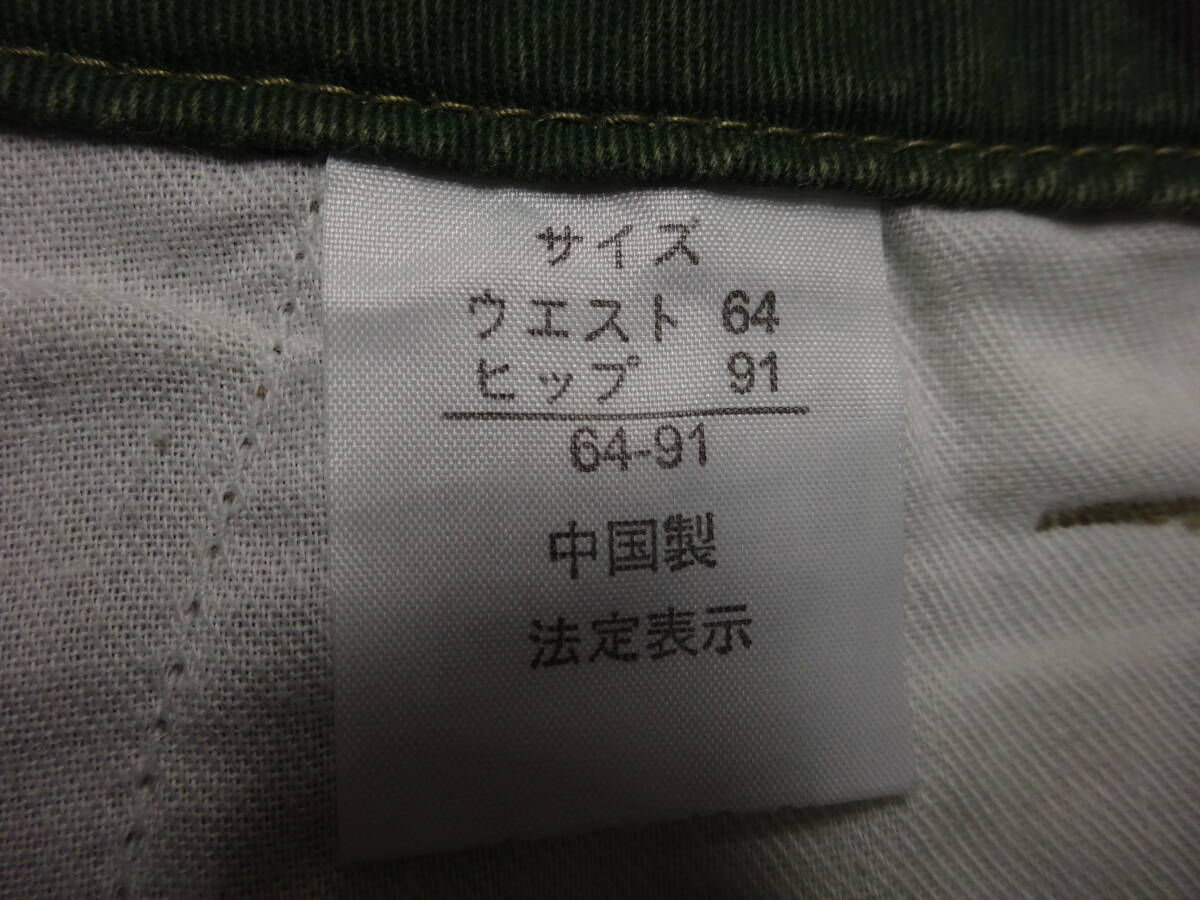 サイズ
ウエスト 64
ヒップ 91
64-91
中国製
法定表示